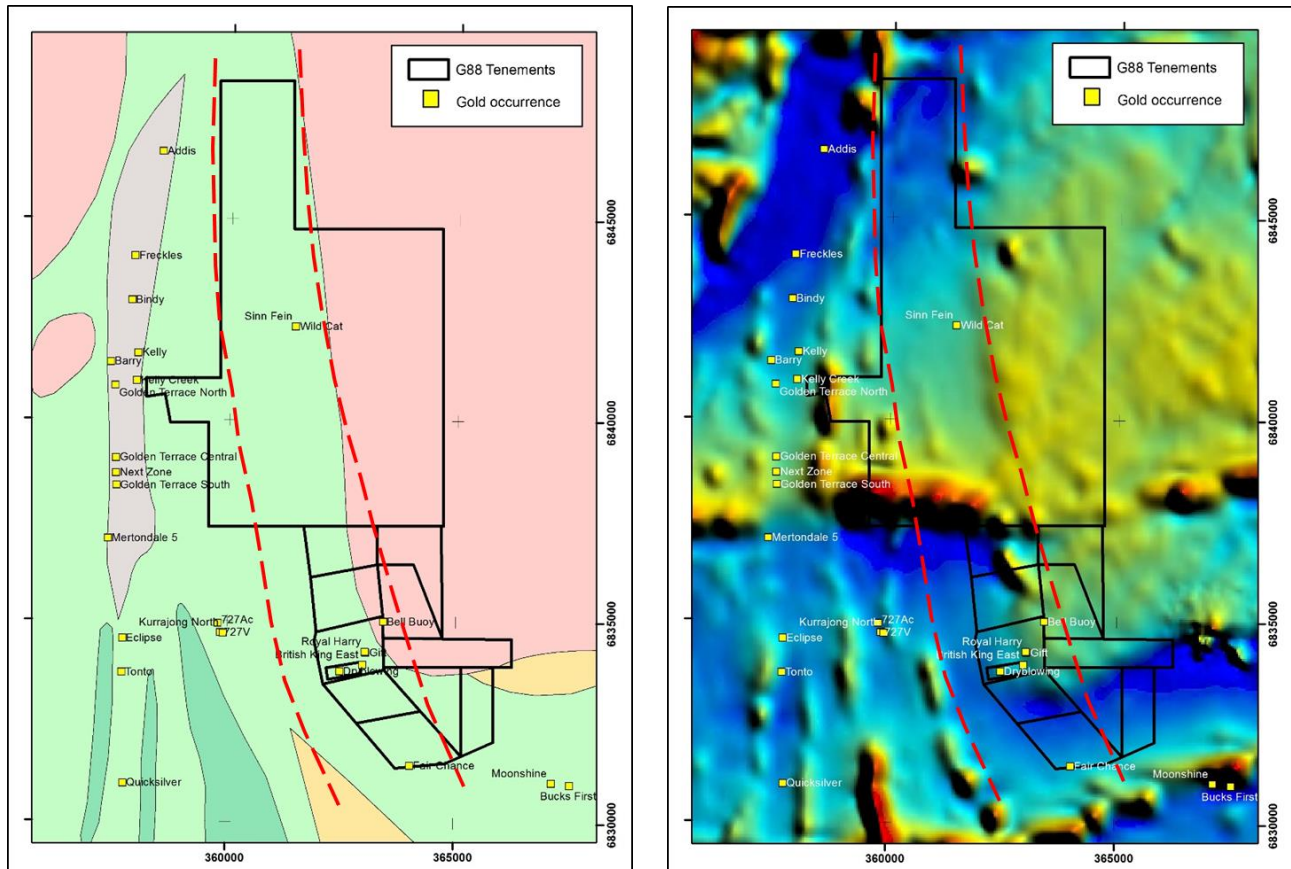 360000
365000
G88 Tenements
Gold occurrence
Addis
6845000
Freckles
Bindy
Sinn Fein
Wild Cat
Kelly
Barry
Kelly Creek
Golden Terrace North
6840000
Golden Terrace Central
Next Zone
Golden Terrace South
Mertondale 5
Kurrajong North
727Ac
Bell Buoy
727V
6835000
Eclipse
Royal Harry
Gift
British King East
Tonto
Dryblowing
Fair Chance
Moonshine
Quicksilver
Bucks First
6830000
360000
365000
360000
365000
G88 Tenements
Gold occurrence
Addis
6845000
Freckles
Bindy
Sinn Fein
Wild Cat
Kelly
Barry
Kelly Creek
Golden Terrace North
6840000
Golden Terrace Central
Next Zone
Golden Terrace South
Mertondale 5
Kurrajong North
727Ac
Bell Buoy
727V
6835000
Eclipse
Royal Harry
Gift
British King East
Tonto
Dryblowing
Fair Chance
Moonshine
Quicksilver
Bucks First
6830000
360000
365000